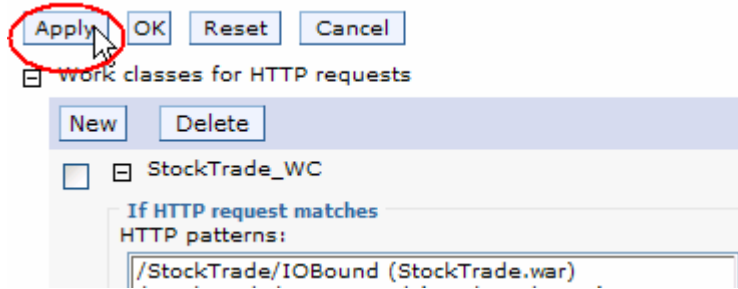 Apply OK Reset Cancel
Work classes for HTTP requests
New Delete
StockTrade_WC
If HTTP request matches
HTTP patterns:
/StockTrade/IOBound (StockTrade.war)